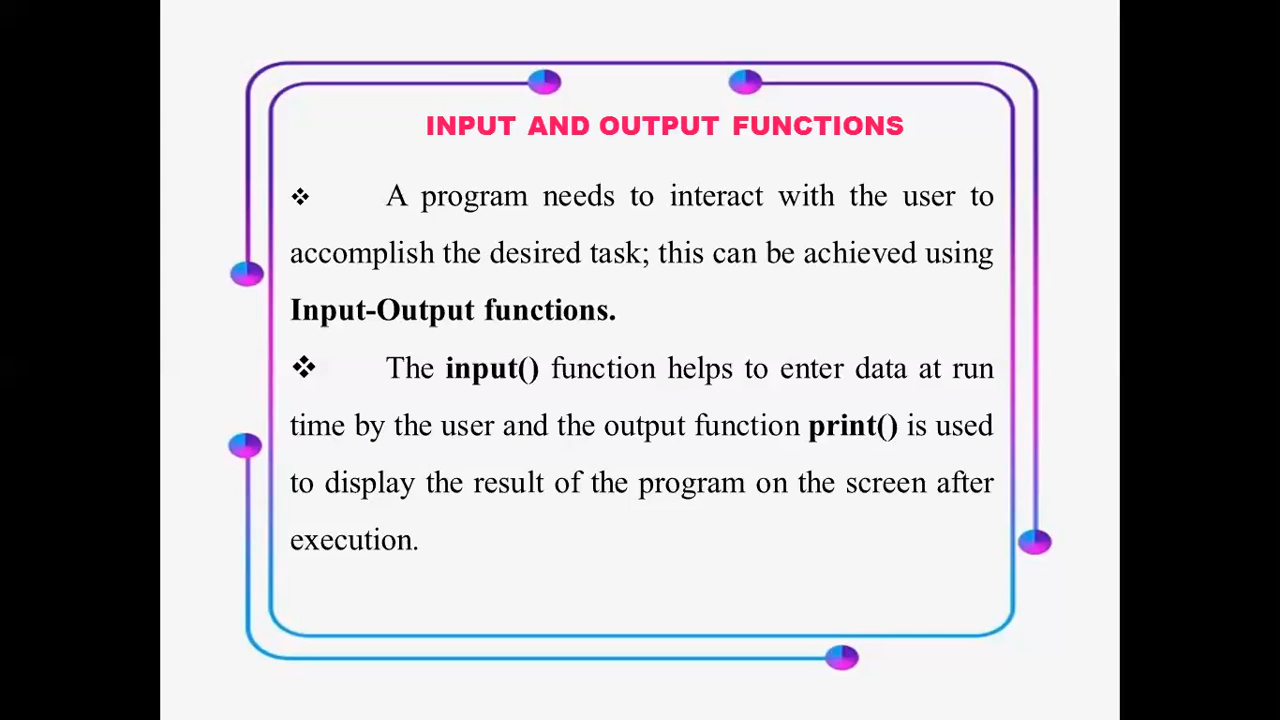 INPUT AND OUTPUT FUNCTIONS
❖ A program needs to interact with the user to
accomplish the desired task; this can be achieved using
Input-Output functions.
❖ The input() function helps to enter data at run
time by the user and the output function print() is used
to display the result of the program on the screen after
execution.